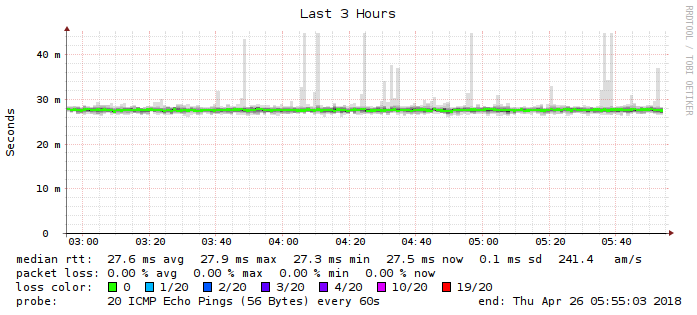 Last 3 Hours
RRDTOOL / TOBI OETIKER
Seconds
40 m
30 m
20 m
10 m
0
03:00 03:20 03:40 04:00 04:20 04:40 05:00 05:20 05:40
median rtt: 27.6 ms avg 27.9 ms max 27.3 ms min 27.5 ms now 0.1 ms sd 241.4 am/s
packet loss: 0.00 % avg 0.00 % max 0.00 % min 0.00 % now
loss color: 0 1/20 2/20 3/20 4/20 10/20 19/20
probe: 20 ICMP Echo Pings (56 Bytes) every 60s end: Thu Apr 26 05:55:03 2018